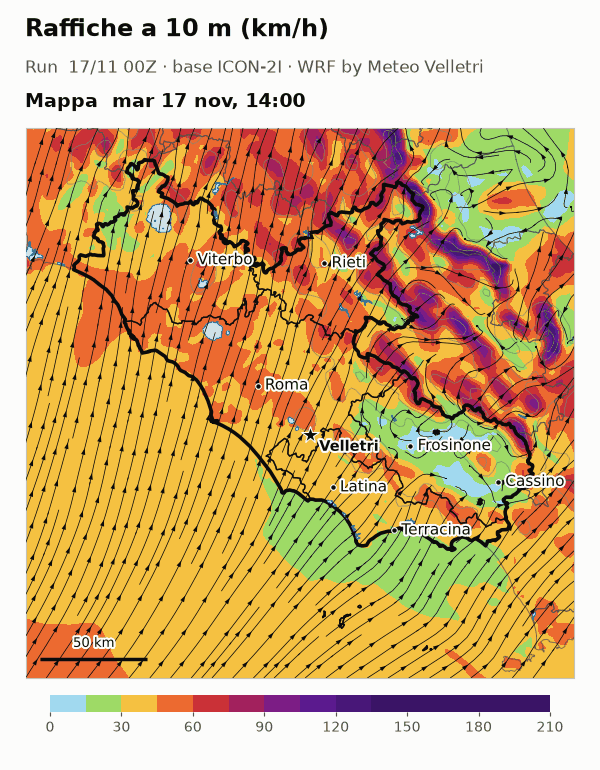 Raffiche a 10 m (km/h)
Run 17/11 00Z · base ICON-2I · WRF by Meteo Velletri
Mappa mar 17 nov, 14:00
Viterbo
Rieti
Roma
Velletri
Frosinone
Cassino
Latina
Terracina
50 km
0 30 60 90 120 150 180 210